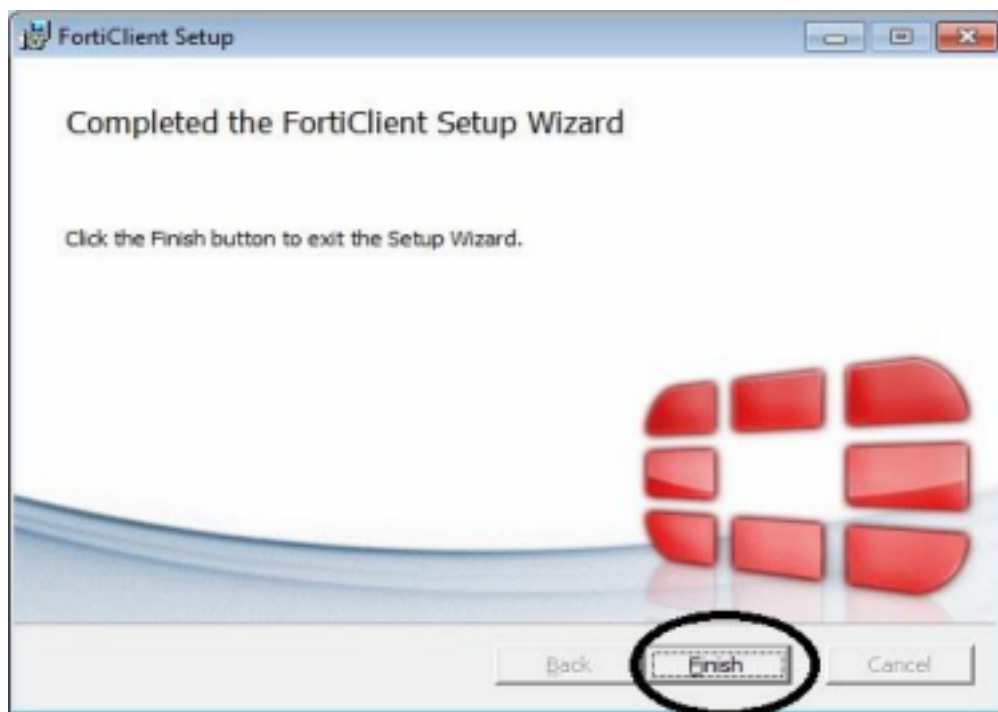 FortiClient Setup
Completed the FortiClient Setup Wizard
Click the Finish button to exit the Setup Wizard.
Back
Finish
Cancel